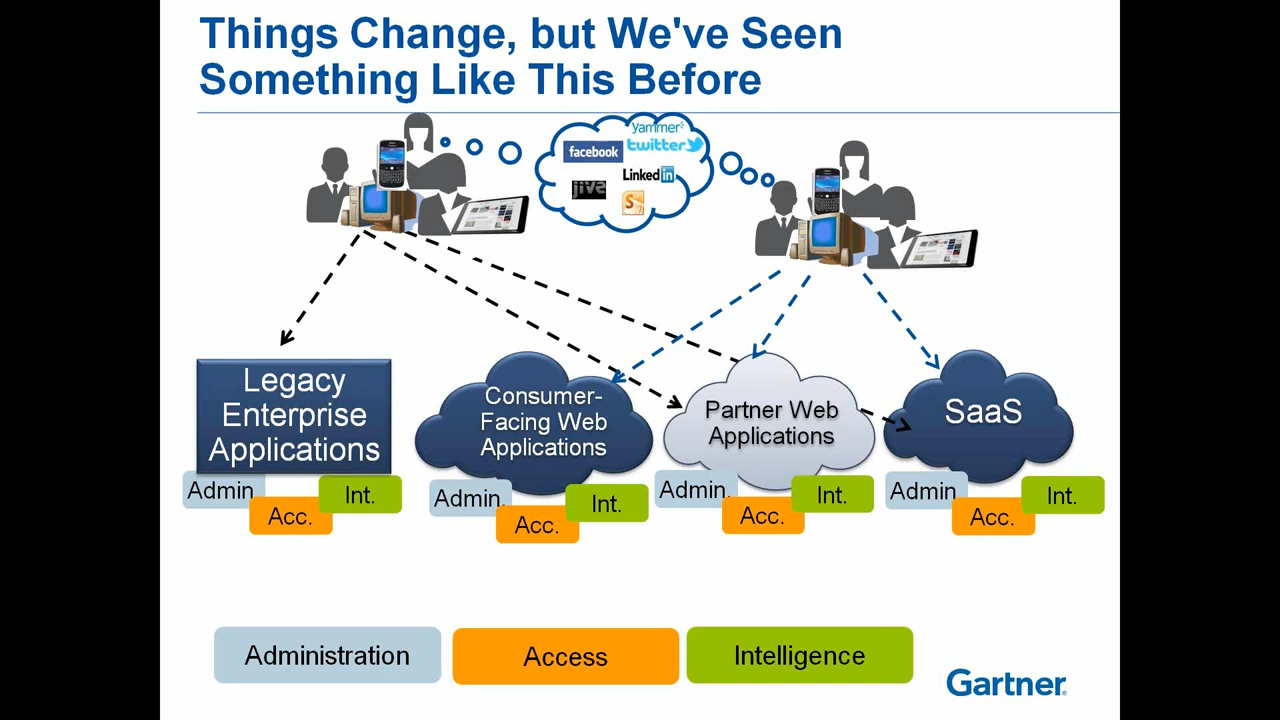 Things Change, but We've Seen
Something Like This Before
yammer
facebook
twitter
Linked in
jive
S
Legacy
Enterprise
Applications
Consumer-
Facing Web
Applications
Partner Web
Applications
SaaS
Admin
Acc.
Int.
Admin.
Acc.
Int.
Admin.
Acc.
Int.
Admin
Acc.
Int.
Administration
Access
Intelligence
Gartner